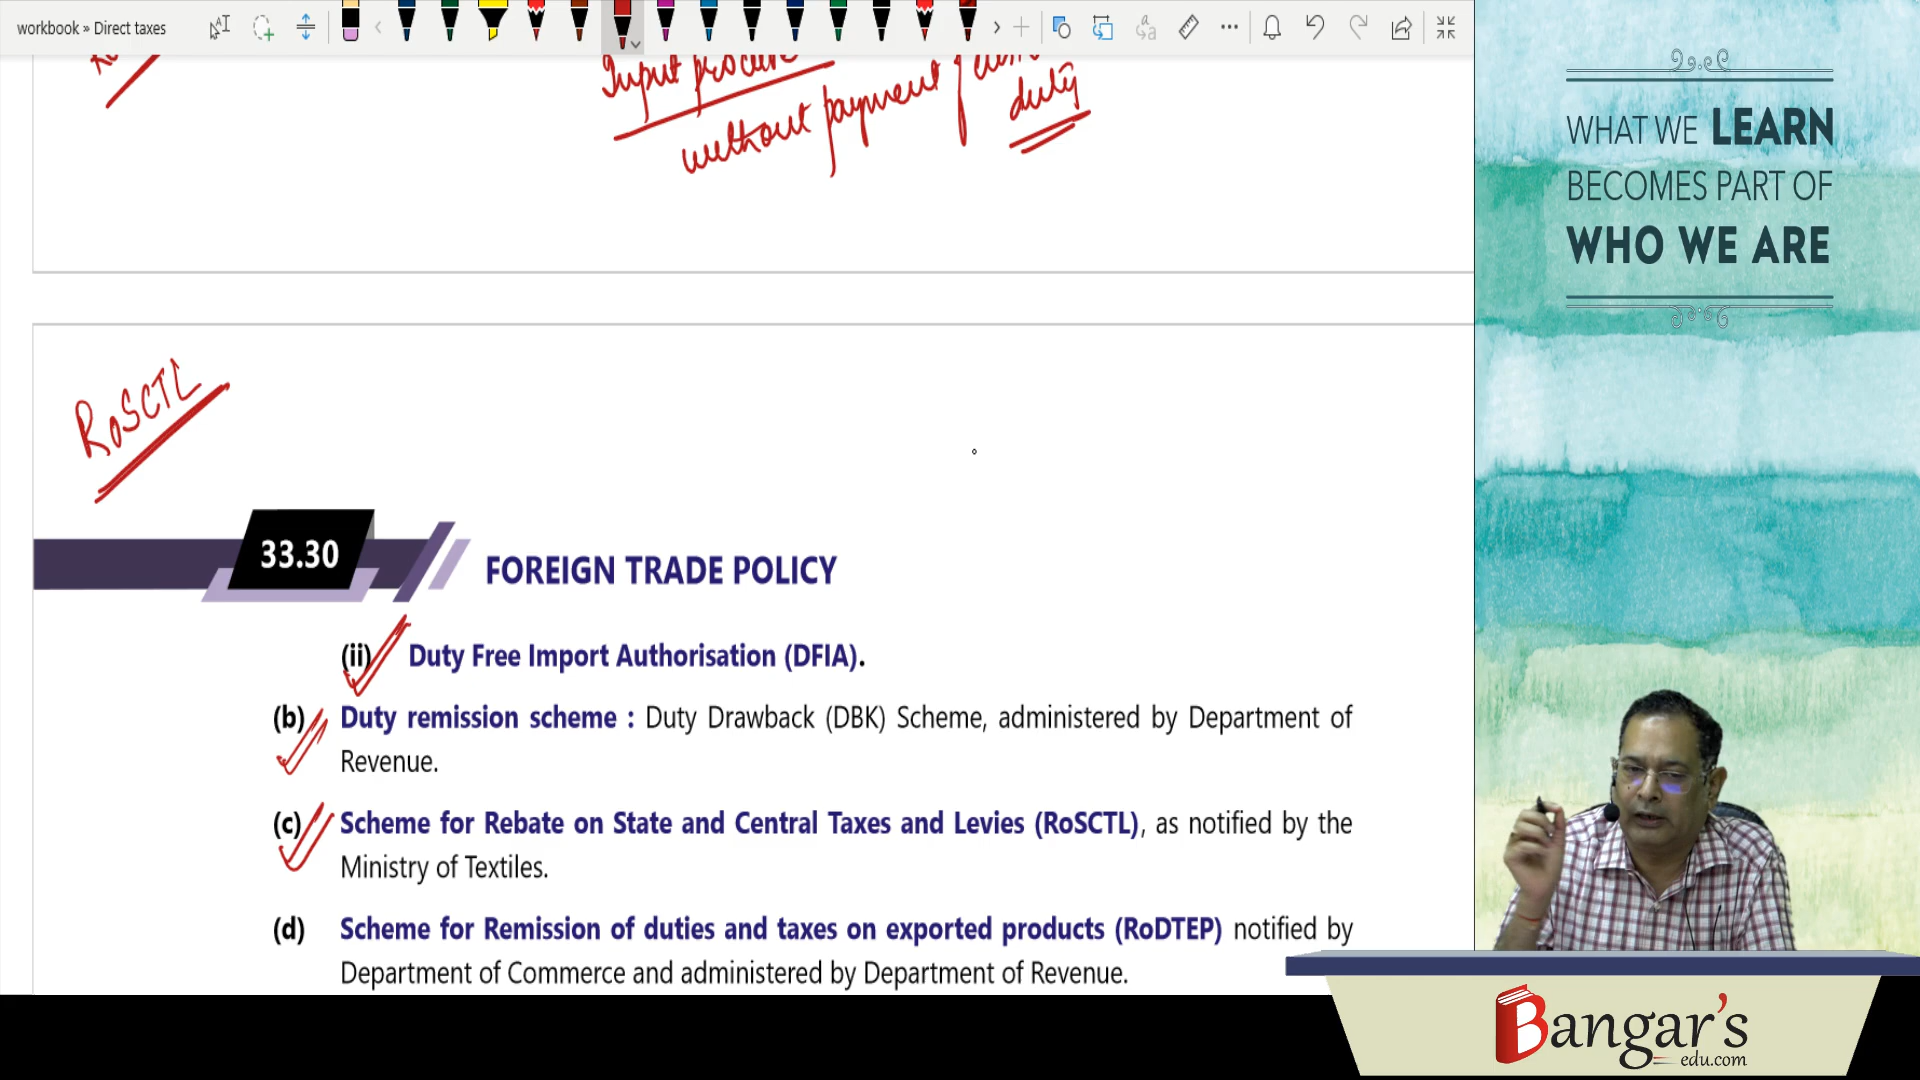 workbook » Direct taxes
Input procure
without payment of
duty
RoSCTL
33.30
FOREIGN TRADE POLICY
(ii) Duty Free Import Authorisation (DFIA).
(b) Duty remission scheme : Duty Drawback (DBK) Scheme, administered by Department of
Revenue.
(c) Scheme for Rebate on State and Central Taxes and Levies (RoSCTL), as notified by the
Ministry of Textiles.
(d) Scheme for Remission of duties and taxes on exported products (RoDTEP) notified by
Department of Commerce and administered by Department of Revenue.
WHAT WE LEARN
BECOMES PART OF
WHO WE ARE
Bangar's
edu.com